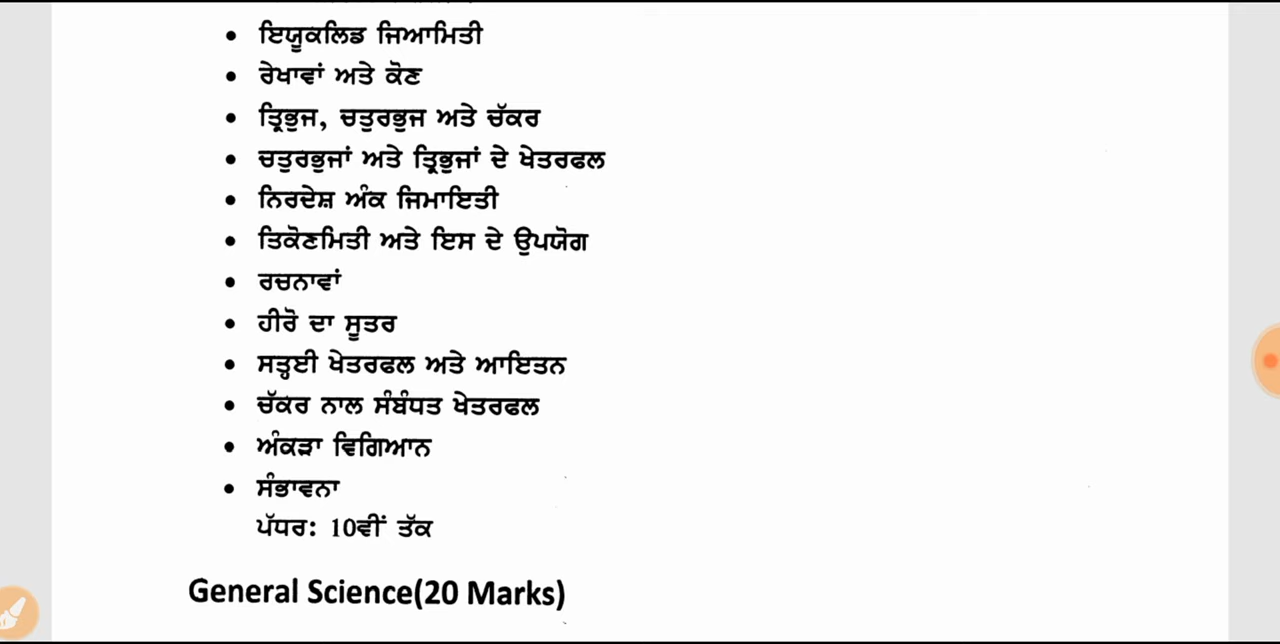 • ਇਯੂਕਲਿਡ ਜਿਆਮਿਤੀ
• ਰੇਖਾਵਾਂ ਅਤੇ ਕੋਣ
• ਤ੍ਰਿਭੁਜ, ਚਤੁਰਭੁਜ ਅਤੇ ਚੱਕਰ
• ਚਤੁਰਭੁਜਾਂ ਅਤੇ ਤ੍ਰਿਭੁਜਾਂ ਦੇ ਖੇਤਰਫਲ
• ਨਿਰਦੇਸ਼ ਅੰਕ ਜਿਮਾਇਤੀ
• ਤਿਕੋਣਮਿਤੀ ਅਤੇ ਇਸ ਦੇ ਉਪਯੋਗ
• ਰਚਨਾਵਾਂ
• ਹੀਰੋ ਦਾ ਸੂਤਰ
• ਸਤ੍ਹਈ ਖੇਤਰਫਲ ਅਤੇ ਆਇਤਨ
• ਚੱਕਰ ਨਾਲ ਸੰਬੰਧਤ ਖੇਤਰਫਲ
• ਅੰਕੜਾ ਵਿਗਿਆਨ
• ਸੰਭਾਵਨਾ
ਪੱਧਰ: 10ਵੀਂ ਤੱਕ
General Science(20 Marks)